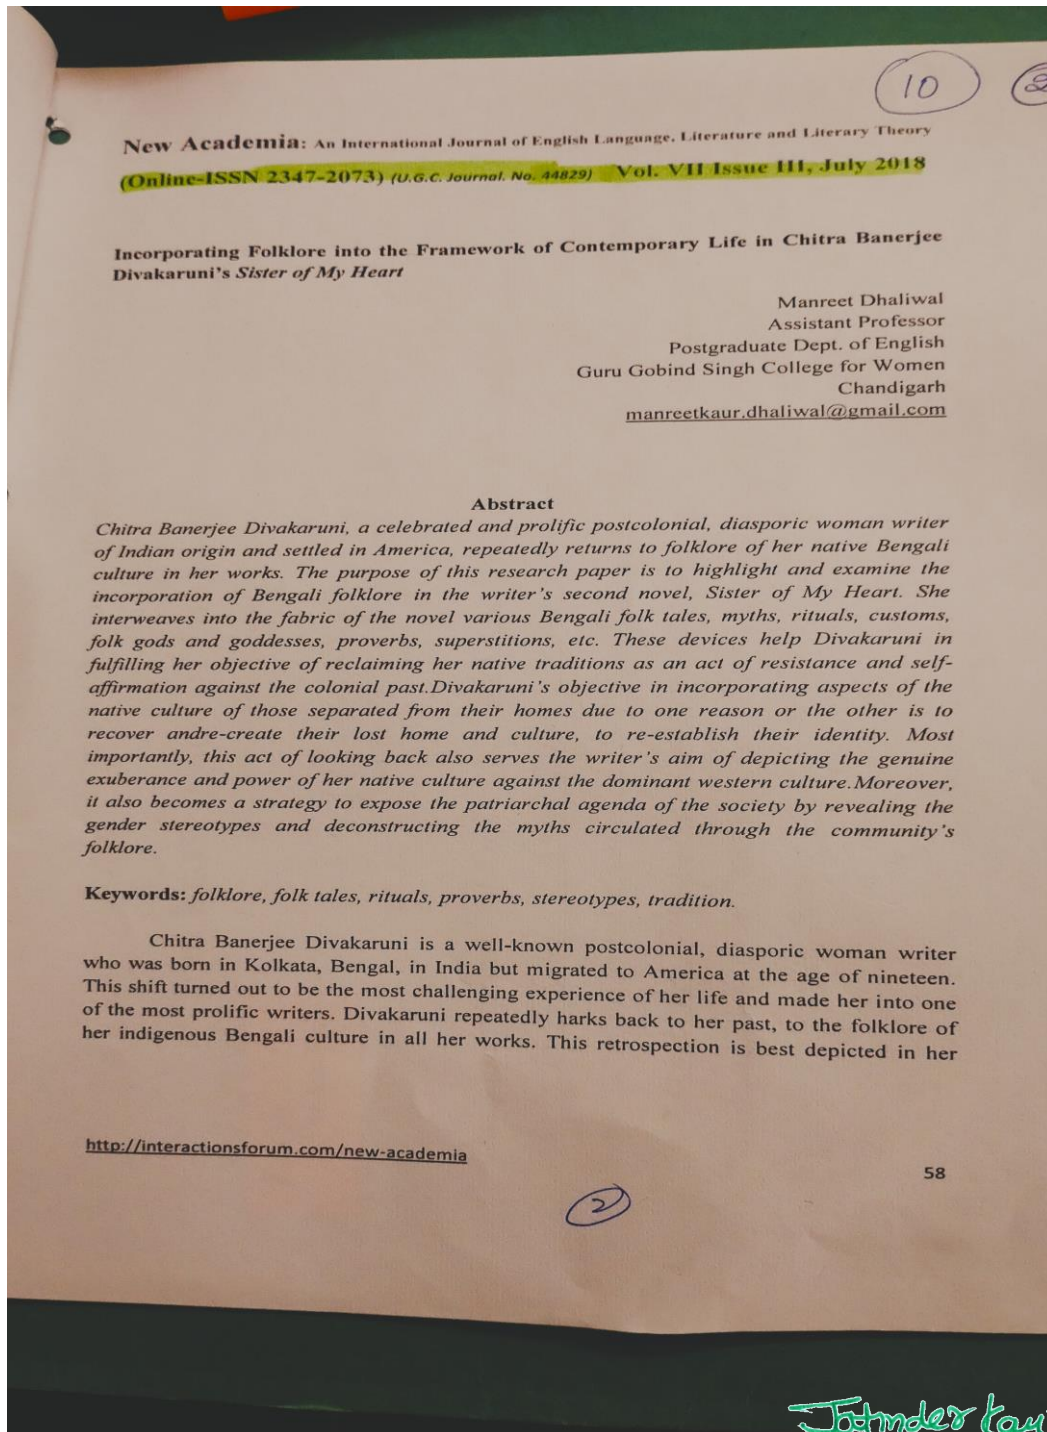 10
New Academia: An International Journal of English Language, Literature and Literary Theory
(Online-ISSN 2347-2073) (U.G.C. Journal. No. 44829) Vol. VII Issue III, July 2018
Incorporating Folklore into the Framework of Contemporary Life in Chitra Banerjee
Divakaruni's Sister of My Heart
Manreet Dhaliwal
Assistant Professor
Postgraduate Dept. of English
Guru Gobind Singh College for Women
Chandigarh
manreetkaur.dhaliwal@gmail.com
Abstract
Chitra Banerjee Divakaruni, a celebrated and prolific postcolonial, diasporic woman writer
of Indian origin and settled in America, repeatedly returns to folklore of her native Bengali
culture in her works. The purpose of this research paper is to highlight and examine the
incorporation of Bengali folklore in the writer's second novel, Sister of My Heart. She
interweaves into the fabric of the novel various Bengali folk tales, myths, rituals, customs,
folk gods and goddesses, proverbs, superstitions, etc. These devices help Divakaruni in
fulfilling her objective of reclaiming her native traditions as an act of resistance and self-
affirmation against the colonial past.Divakaruni's objective in incorporating aspects of the
native culture of those separated from their homes due to one reason or the other is to
recover andre-create their lost home and culture, to re-establish their identity. Most
importantly, this act of looking back also serves the writer's aim of depicting the genuine
exuberance and power of her native culture against the dominant western culture.Moreover,
it also becomes a strategy to expose the patriarchal agenda of the society by revealing the
gender stereotypes and deconstructing the myths circulated through the community's
folklore.
Keywords: folklore, folk tales, rituals, proverbs, stereotypes, tradition.
Chitra Banerjee Divakaruni is a well-known postcolonial, diasporic woman writer
who was born in Kolkata, Bengal, in India but migrated to America at the age of nineteen.
This shift turned out to be the most challenging experience of her life and made her into one
of the most prolific writers. Divakaruni repeatedly harks back to her past, to the folklore of
her indigenous Bengali culture in all her works. This retrospection is best depicted in her
http://interactionsforum.com/new-academia
58
2